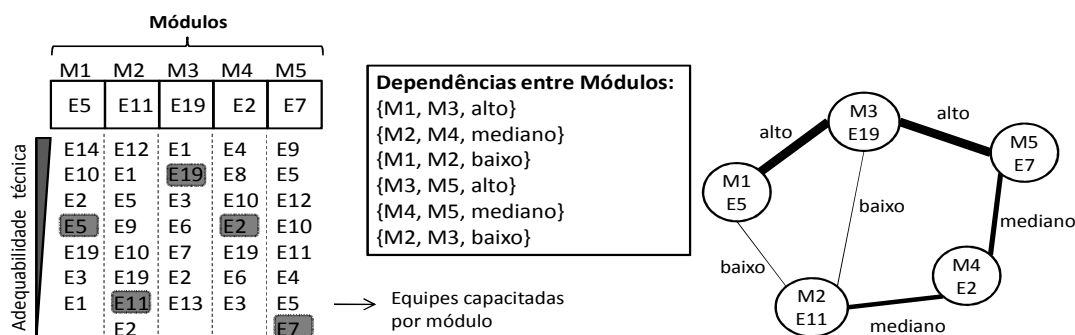 Módulos
M1 M2 M3 M4 M5
E5 E11 E19 E2 E7
Adequabilidade técnica
E14 E12 E1 E4 E9
E10 E1 E19 E8 E5
E2 E5 E3 E10 E12
E5 E9 E6 E2 E10
E19 E10 E7 E19 E11
E3 E19 E2 E6 E4
E1 E11 E13 E3 E5
E2 E7
Equipes capacitadas
por módulo
Dependências entre Módulos:
{M1, M3, alto}
{M2, M4, mediano}
{M1, M2, baixo}
{M3, M5, alto}
{M4, M5, mediano}
{M2, M3, baixo}
M3
E19
alto
alto
M5
E7
M1
E5
baixo
mediano
baixo
M4
E2
M2
E11
mediano